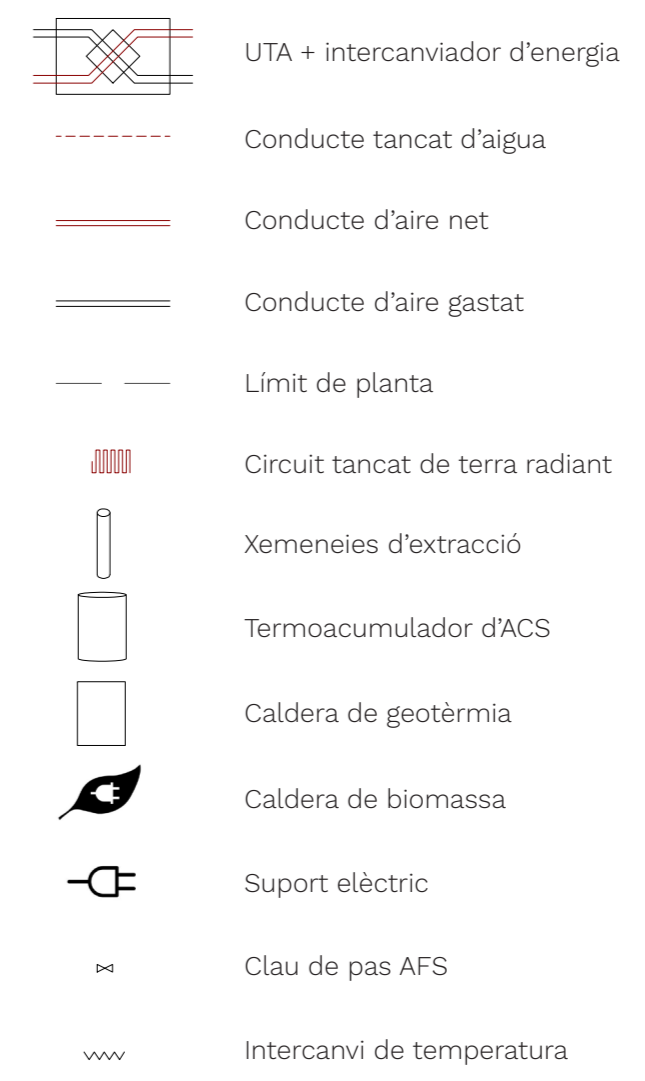 UTA + intercanviador d’energia
Conducte tancat d’aigua
Conducte d’aire net
Conducte d’aire gastat
Límit de planta
Circuit tancat de terra radiant
Xemeneies d’extracció
Termoacumulador d’ACS
Caldera de geotèrmia
Caldera de biomassa
Suport elèctric
Clau de pas AFS
Intercanvi de temperatura